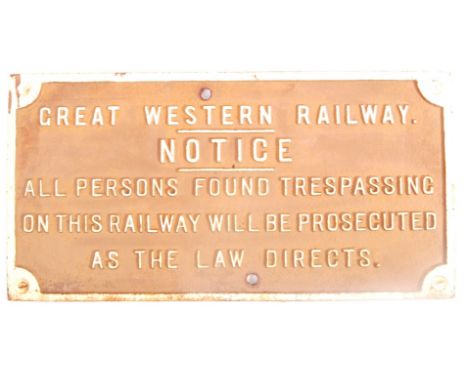 GREAT WESTERN RAILWAY.
NOTICE
ALL PERSONS FOUND TRESPASSING
ON THIS RAILWAY WILL BE PROSECUTED
AS THE LAW DIRECTS.